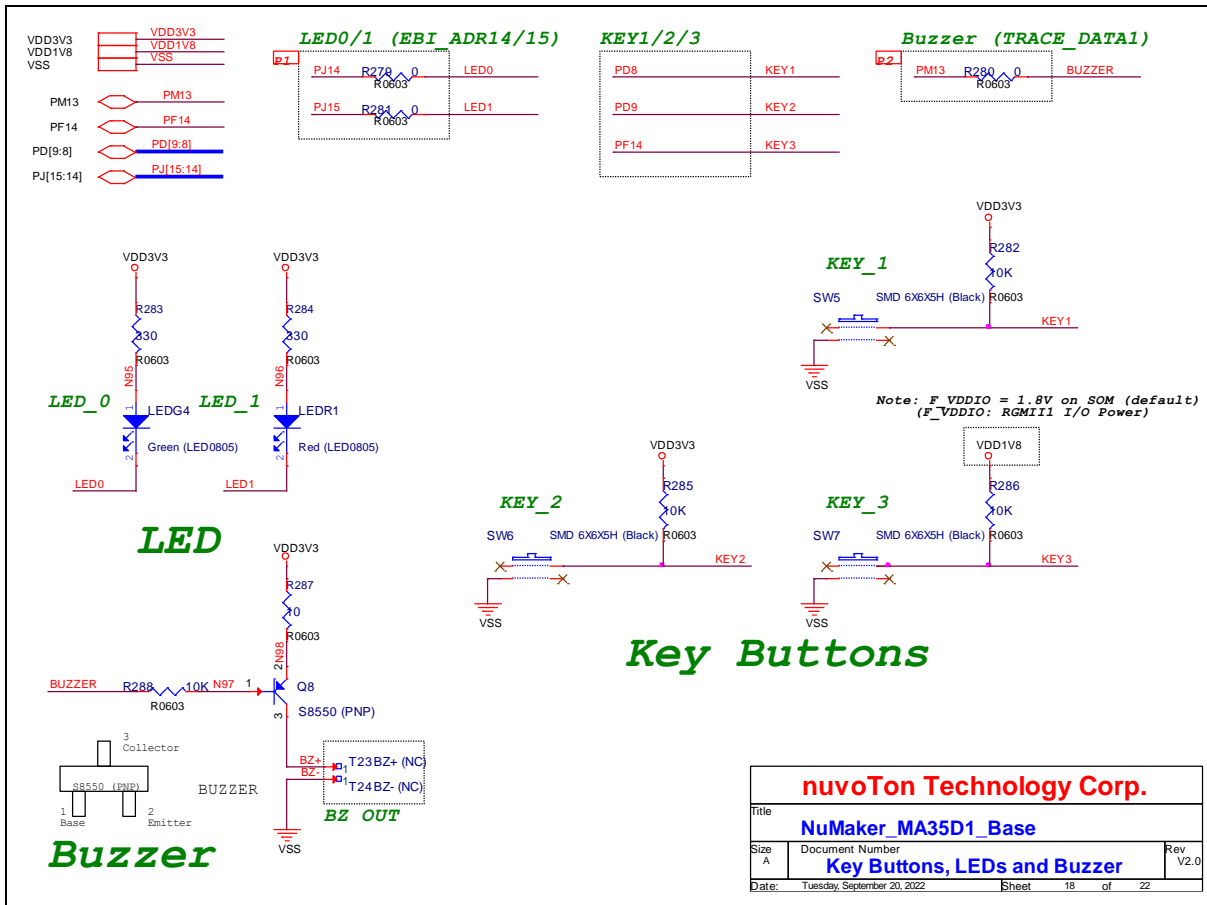 VDD3V3 VDD3V3
VDD1V8 VDD1V8
VSS VSS
PM13 PM13
PF14 PF14
PD[9:8] PD[9:8]
PJ[15:14] PJ[15:14]
LED0/1 (EBI_ADR14/15)
P1
PJ14 R279 0 LED0
R0603
PJ15 R281 0 LED1
R0603
KEY1/2/3
PD8 KEY1
PD9 KEY2
PF14 KEY3
Buzzer (TRACE_DATA1)
P2
PM13 R280 0 BUZZER
R0603
VDD3V3
R282
10K
R0603
KEY_1
SW5 SMD 6X6X5H (Black)
KEY1
VSS
VDD3V3
R283
330
R0603
N95
LED_0
1
LEDG4
Green (LED0805)
2
LED0
VDD3V3
R284
330
R0603
N96
LED_1
1
LEDR1
Red (LED0805)
2
LED1
LED
Note: F_VDDIO = 1.8V on SOM (default)
(F_VDDIO: RGMII1 I/O Power)
VDD3V3
R285
10K
R0603
KEY_2
SW6 SMD 6X6X5H (Black)
KEY2
VSS
VDD1V8
R286
10K
R0603
KEY_3
SW7 SMD 6X6X5H (Black)
KEY3
VSS
Key Buttons
VDD3V3
R287
10
R0603
N98
2
BUZZER R288 10K N97 1
R0603
Q8
S8550 (PNP)
3
BZ+ 1 T23 BZ+ (NC)
BZ- 1 T24 BZ- (NC)
BZ OUT
VSS
3
Collector
S8550 (PNP)
1
Base
2
Emitter
BUZZER
Buzzer
nuvoTon Technology Corp.
Title
NuMaker_MA35D1_Base
Size
A
Document Number
Key Buttons, LEDs and Buzzer
Rev
V2.0
Date: Tuesday, September 20, 2022 Sheet 18 of 22